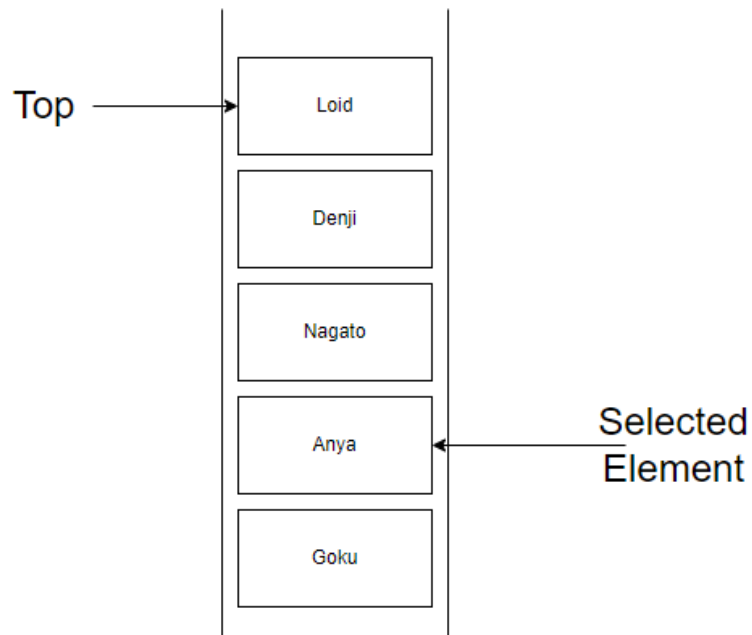 Loid
Top
Denji
Nagato
Selected
Element
Anya
Goku